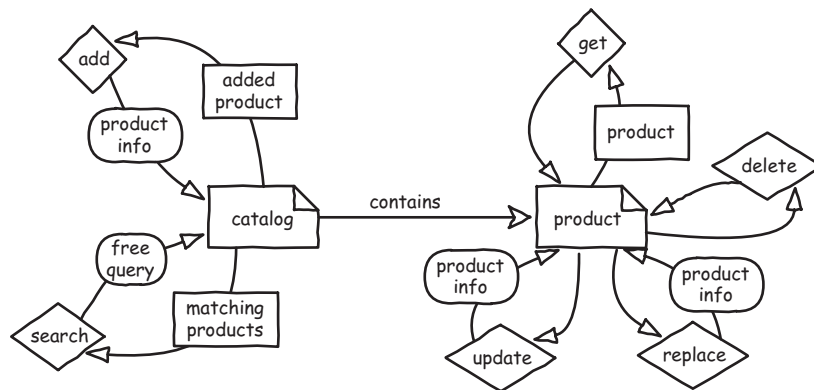 add
added
product
product
info
catalog
free
query
matching
products
search
contains
get
product
delete
product
product
info
product
info
update
replace